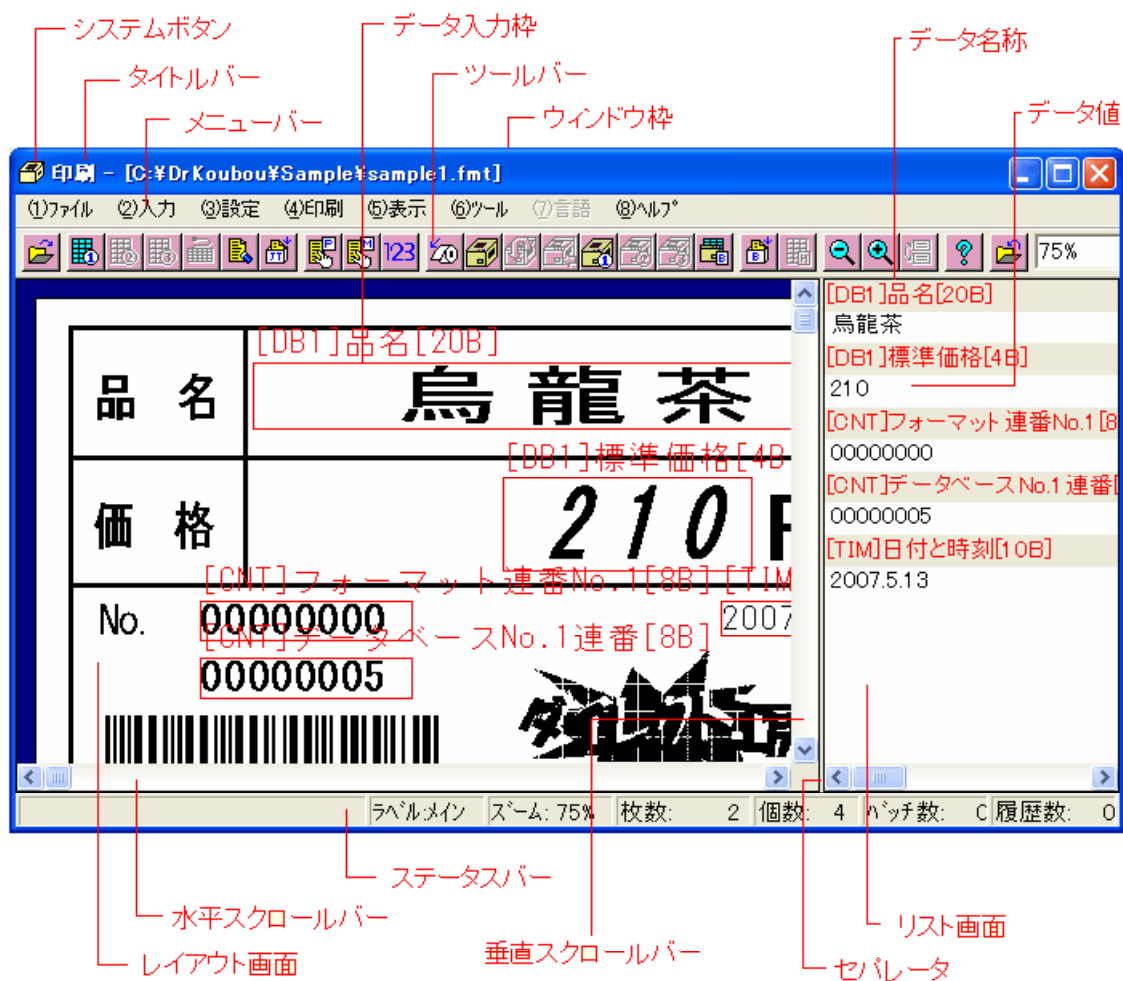 システムボタン
データ入力枠
データ名称
タイトルバー
ツールバー
メニューバー
ウィンドウ枠
データ値
印刷 - [C:¥DrKoubou¥Sample¥sample1.fmt]
(1)ファイル (2)入力 (3)設定 (4)印刷 (5)表示 (6)ツール (7)言語 (8)ヘルプ
123
75%
[DB1]品名[20B]
品 名
烏龍茶
[DB1]標準価格[4B
価 格
210
[CNT]フォーマット連番No.1[8B]
[TIM
No.
00000000
2007
[CNT]データベースNo.1連番[8B]
00000005
[DB1]品名[20B]
烏龍茶
[DB1]標準価格[4B]
210
[CNT]フォーマット連番No.1[8
00000000
[CNT]データベースNo.1連番[
00000005
[TIM]日付と時刻[10B]
2007.5.13
ラベル:メイン ズーム: 75% 枚数: 2 個数: 4 バッチ数: 0 履歴数: 0
ステータスバー
水平スクロールバー
リスト画面
垂直スクロールバー
レイアウト画面
セパレータ